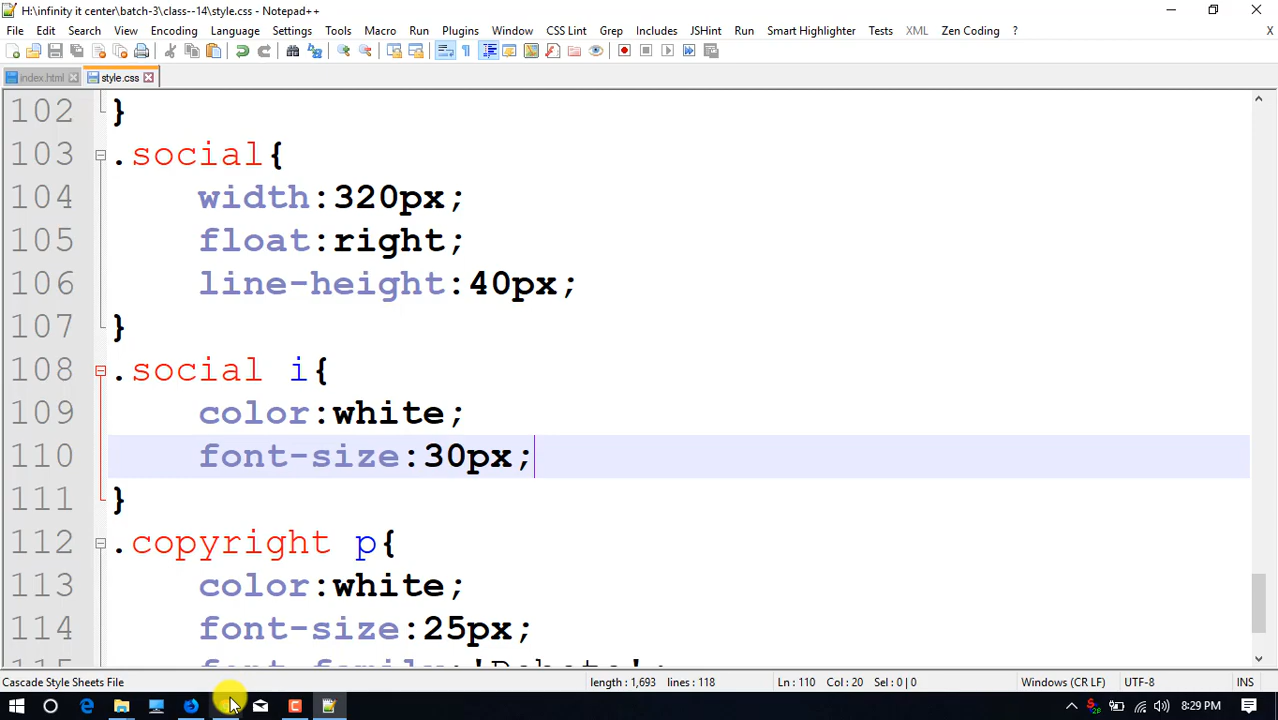 H:\infinity it center\batch-3\class--14\style.css - Notepad++
File Edit Search View Encoding Language Settings Tools Macro Run Plugins Window CSS Lint Grep Includes JSHint Run Smart Highlighter Tests XML Zen Coding ? X
index.html style.css
102 }
103 .social{
104 width:320px;
105 float:right;
106 line-height:40px;
107 }
108 .social i{
109 color:white;
110 font-size:30px;
111 }
112 .copyright p{
113 color:white;
114 font-size:25px;
115 font-family:'Roboto';
Cascade Style Sheets File length : 1,693 lines : 118 Ln : 110 Col : 20 Sel : 0 | 0 Windows (CR LF) UTF-8 INS
8:29 PM